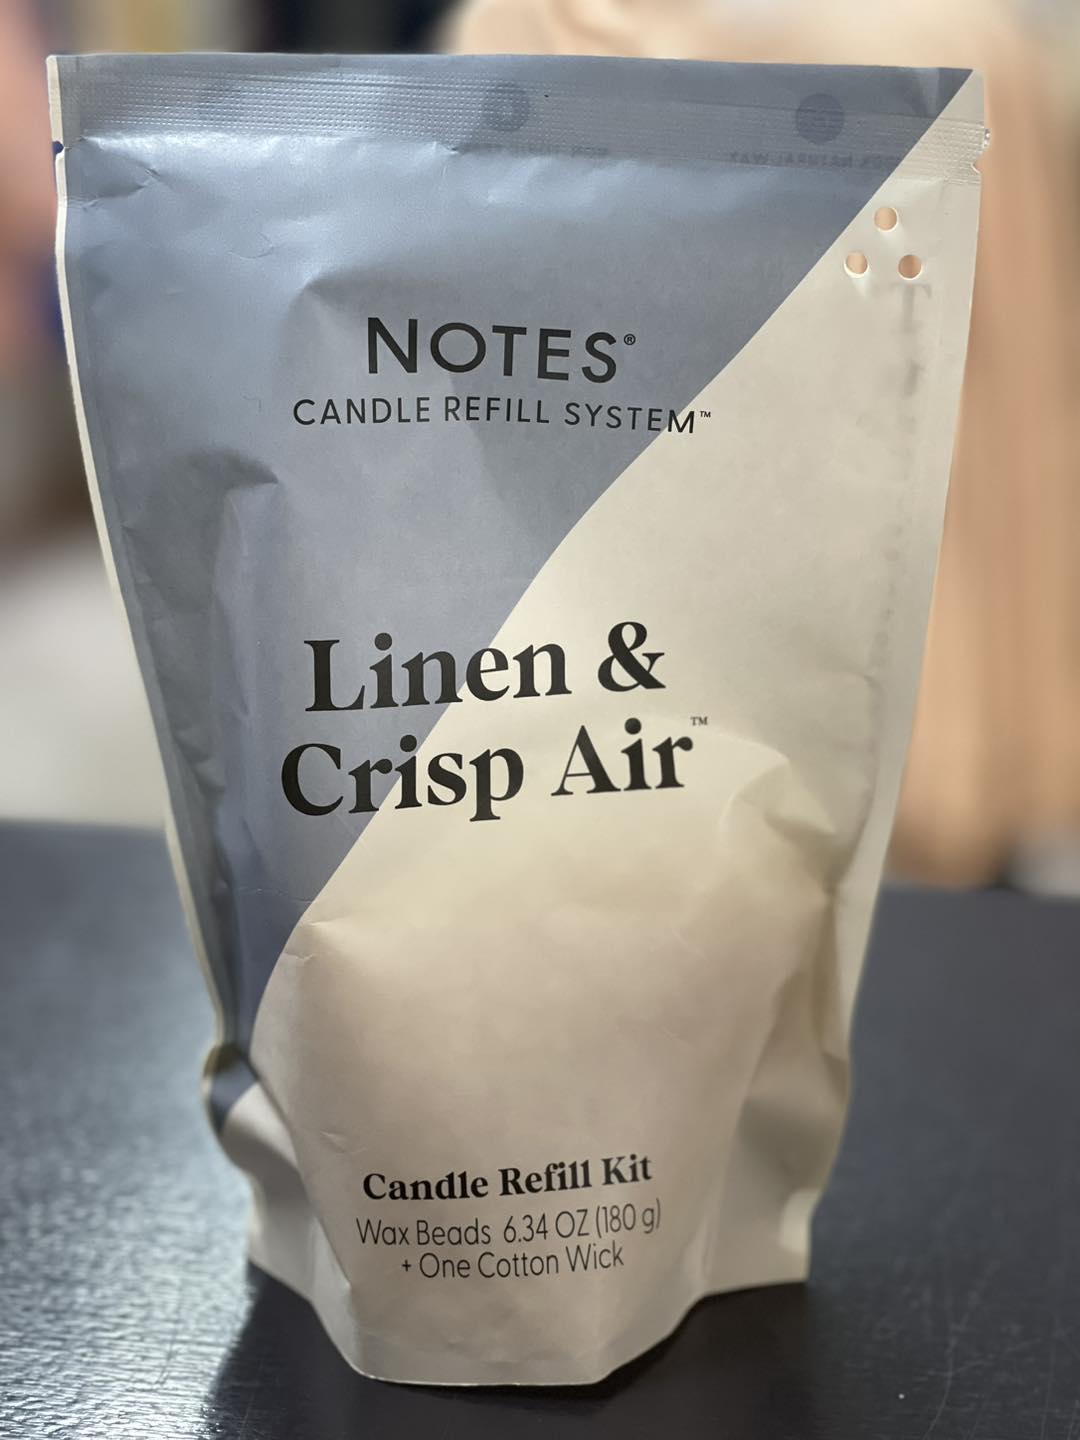 NOTES®
CANDLE REFILL SYSTEM™
Linen &
Crisp Air™
Candle Refill Kit
Wax Beads 6.34 OZ (180 g)
+ One Cotton Wick